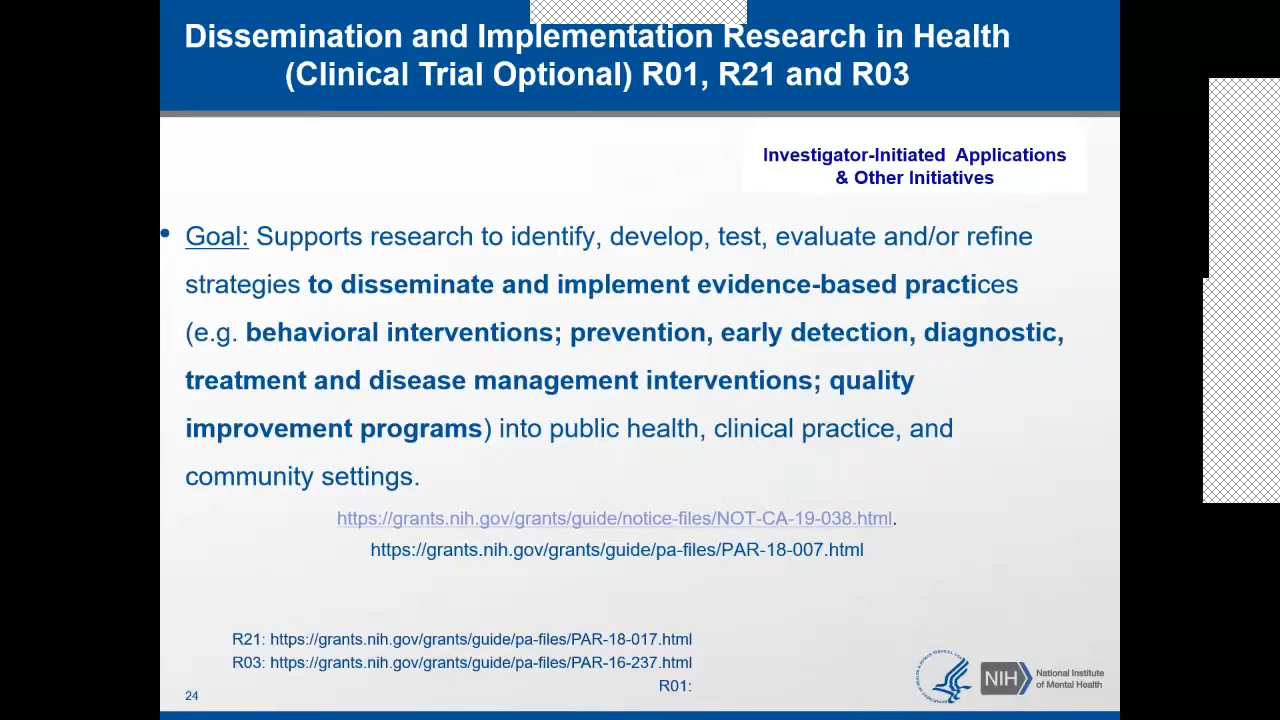 Dissemination and Implementation Research in Health
(Clinical Trial Optional) R01, R21 and R03
Investigator-Initiated Applications
& Other Initiatives
• Goal: Supports research to identify, develop, test, evaluate and/or refine
strategies to disseminate and implement evidence-based practices
(e.g. behavioral interventions; prevention, early detection, diagnostic,
treatment and disease management interventions; quality
improvement programs) into public health, clinical practice, and
community settings.
https://grants.nih.gov/grants/guide/notice-files/NOT-CA-19-038.html.
https://grants.nih.gov/grants/guide/pa-files/PAR-18-007.html
R21: https://grants.nih.gov/grants/guide/pa-files/PAR-18-017.html
R03: https://grants.nih.gov/grants/guide/pa-files/PAR-16-237.html
R01:
24
NIH
National Institute
of Mental Health